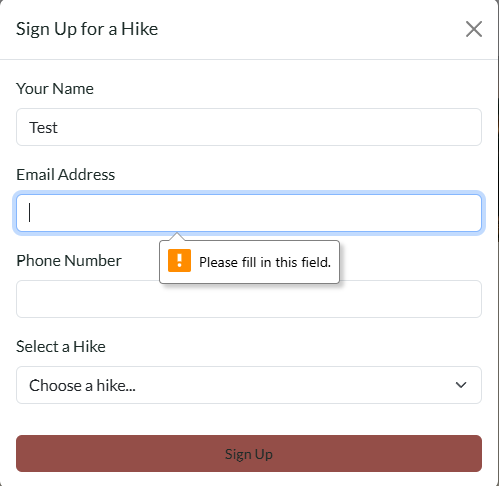 Sign Up for a Hike
Your Name
Test
Email Address
Please fill in this field.
Phone Number
Select a Hike
Choose a hike...
Sign Up